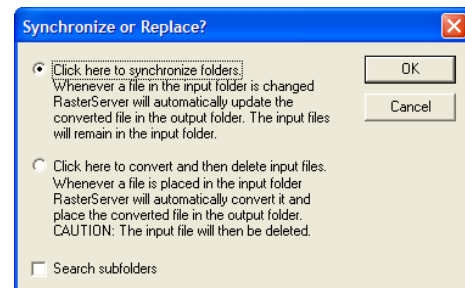 Synchronize or Replace?
Click here to synchronize folders.
OK
Whenever a file in the input folder is changed
RasterServer will automatically update the
Cancel
converted file in the output folder. The input files
will remain in the input folder.
Click here to convert and then delete input files.
Whenever a file is placed in the input folder
RasterServer will automatically convert it and
place the converted file in the output folder.
CAUTION: The input file will then be deleted.
Search subfolders